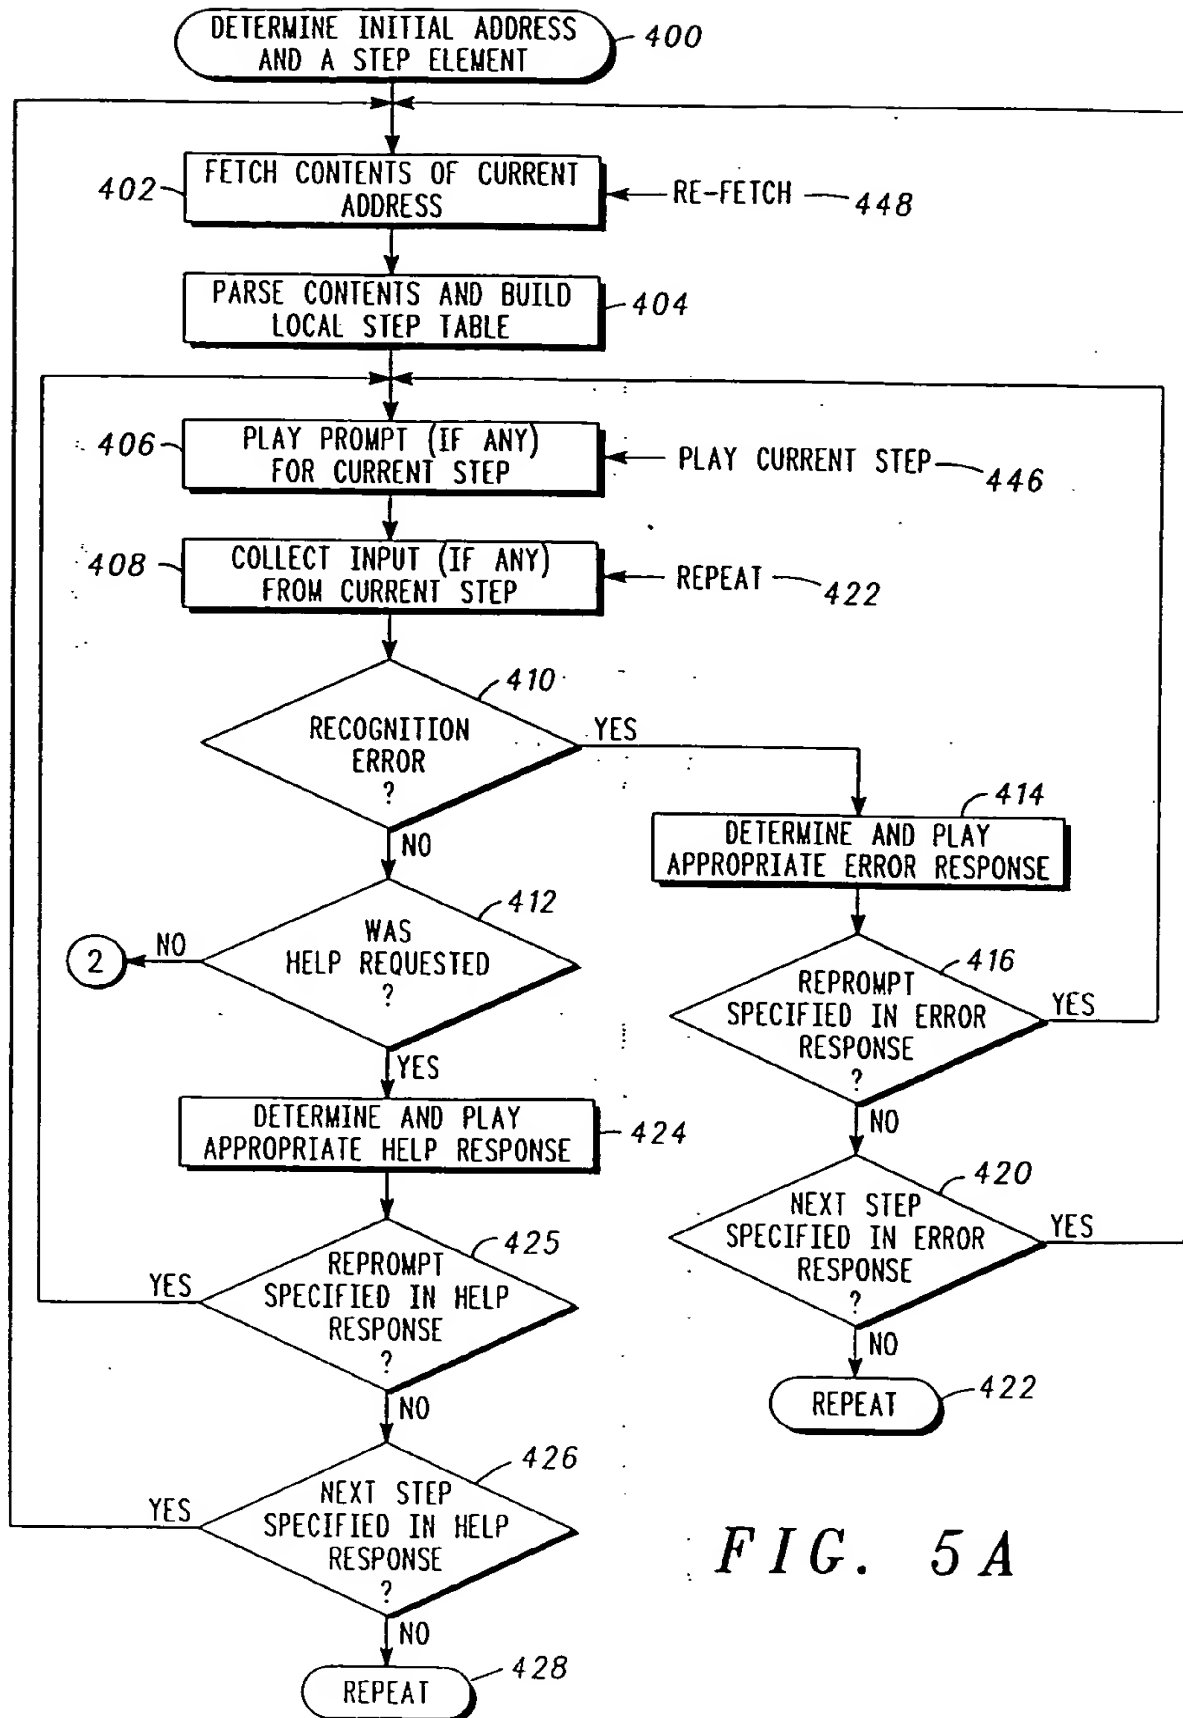 DETERMINE INITIAL ADDRESS
AND A STEP ELEMENT
400
402
FETCH CONTENTS OF CURRENT
ADDRESS
RE-FETCH
448
PARSE CONTENTS AND BUILD
LOCAL STEP TABLE
404
406
PLAY PROMPT (IF ANY)
FOR CURRENT STEP
PLAY CURRENT STEP
446
408
COLLECT INPUT (IF ANY)
FROM CURRENT STEP
REPEAT
422
410
RECOGNITION
ERROR
?
YES
NO
414
DETERMINE AND PLAY
APPROPRIATE ERROR RESPONSE
412
WAS
HELP REQUESTED
?
NO
2
YES
416
REPROMPT
SPECIFIED IN ERROR
RESPONSE
?
YES
NO
DETERMINE AND PLAY
APPROPRIATE HELP RESPONSE
424
420
NEXT STEP
SPECIFIED IN ERROR
RESPONSE
?
YES
NO
REPEAT
422
425
REPROMPT
SPECIFIED IN HELP
RESPONSE
?
YES
NO
426
NEXT STEP
SPECIFIED IN HELP
RESPONSE
?
YES
NO
REPEAT
428
FIG. 5A